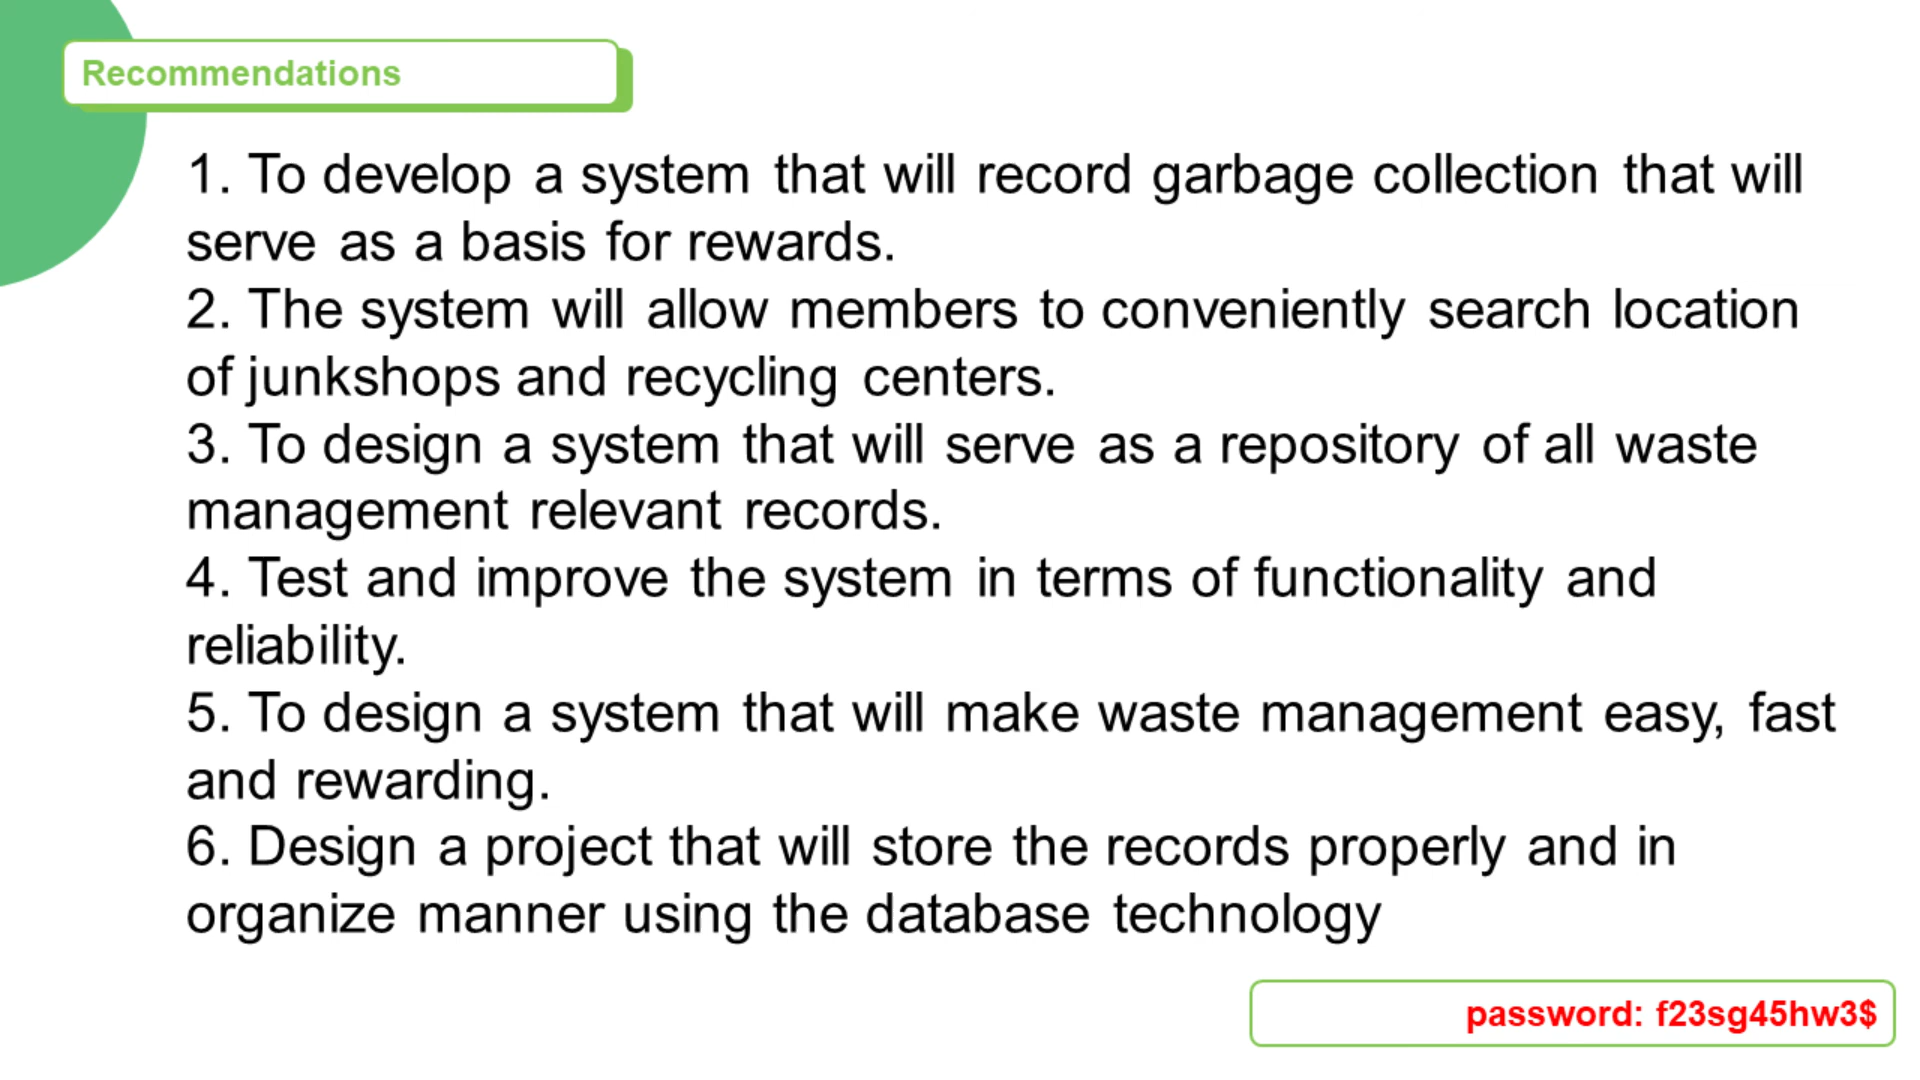 Recommendations
1. To develop a system that will record garbage collection that will
serve as a basis for rewards.
2. The system will allow members to conveniently search location
of junkshops and recycling centers.
3. To design a system that will serve as a repository of all waste
management relevant records.
4. Test and improve the system in terms of functionality and
reliability.
5. To design a system that will make waste management easy, fast
and rewarding.
6. Design a project that will store the records properly and in
organize manner using the database technology
password: f23sg45hw3$